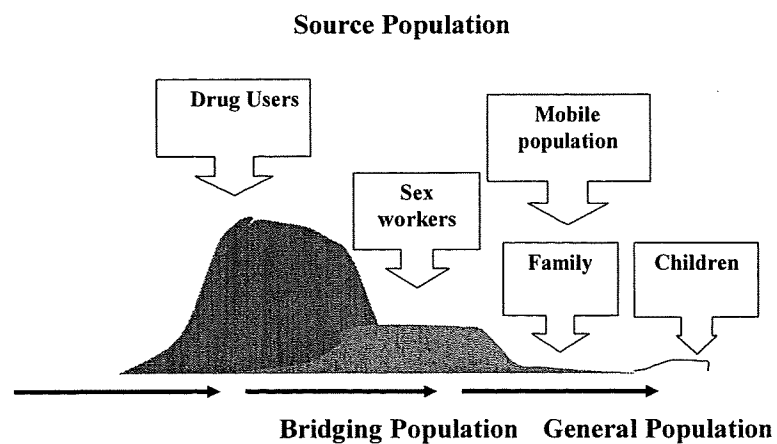 Source Population
Drug Users
Mobile
population
Sex
workers
Family
Children
Bridging Population
General Population